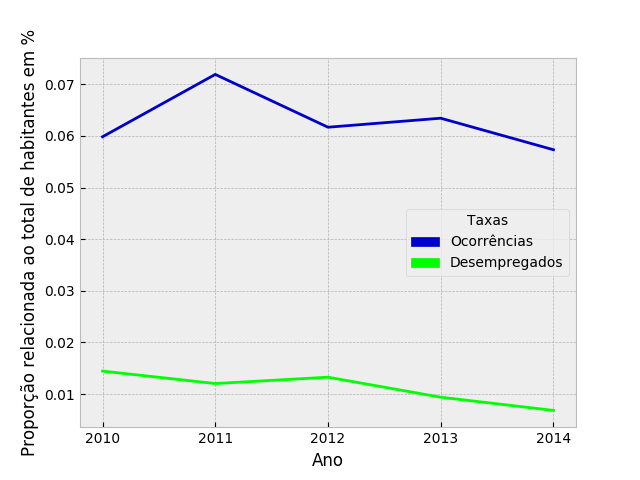 Proporção relacionada ao total de habitantes em %
0.07
0.06
0.05
0.04
0.03
0.02
0.01
Taxas
Ocorrências
Desempregados
2010 2011 2012 2013 2014
Ano